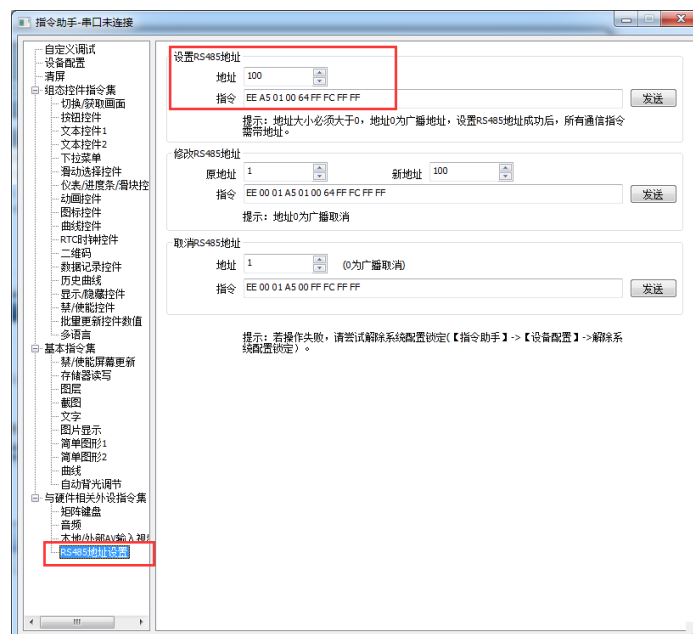 指令助手-串口未连接
自定义调试
设备配置
清屏
组态控件指令集
切换/获取画面
按钮控件
文本控件1
文本控件2
下拉菜单
滑动选择控件
仪表/进度条/滑块控
动画控件
图标控件
曲线控件
RTC时钟控件
二维码
数据记录控件
历史曲线
显示/隐藏控件
禁/使能控件
批里更新控件数值
多语言
基本指令集
禁/使能屏幕更新
存储器读写
图层
截图
文字
图片显示
简单图形1
简单图形2
曲线
自动背光调节
与硬件相关外设指令集
矩阵键盘
音频
本地/外部AV输入视
RS485地址设置
设置RS485地址
地址 100
指令 EE A5 01 00 64 FF FC FF FF 发送
提示：地址大小必须大于0，地址0为广播地址，设置RS485地址成功后，所有通信指令
需带地址。
修改RS485地址
原地址 1 新地址 100
指令 EE 00 01 A5 01 00 64 FF FC FF FF 发送
提示：地址0为广播取消
取消RS485地址
地址 1 (0为广播取消)
指令 EE 00 01 A5 00 FF FC FF FF 发送
提示：若操作失败，请尝试解除系统配置锁定(【指令助手】->【设备配置】->解除系
统配置锁定）。